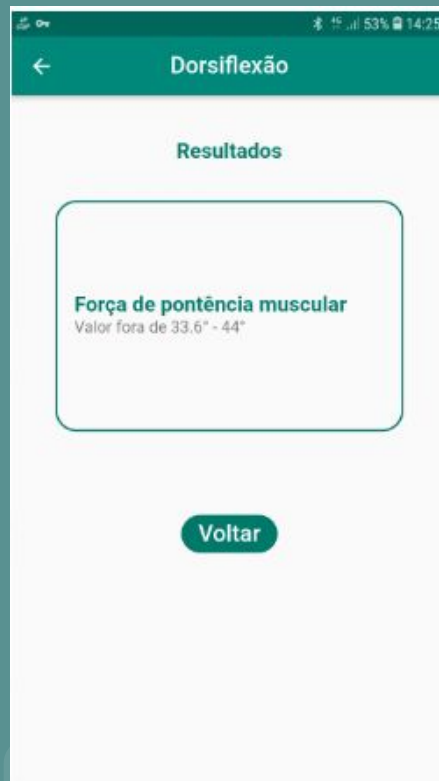 53% 14:25
Dorsiflexão
Resultados
Força de pontência muscular
Valor fora de 33.6° - 44°
Voltar